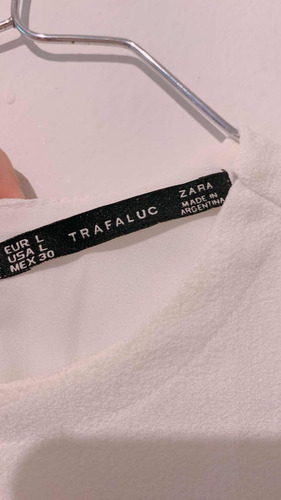 EUR L
USA L
MEX 30
TRAFALUC
ZARA
MADE IN
ARGENTINA